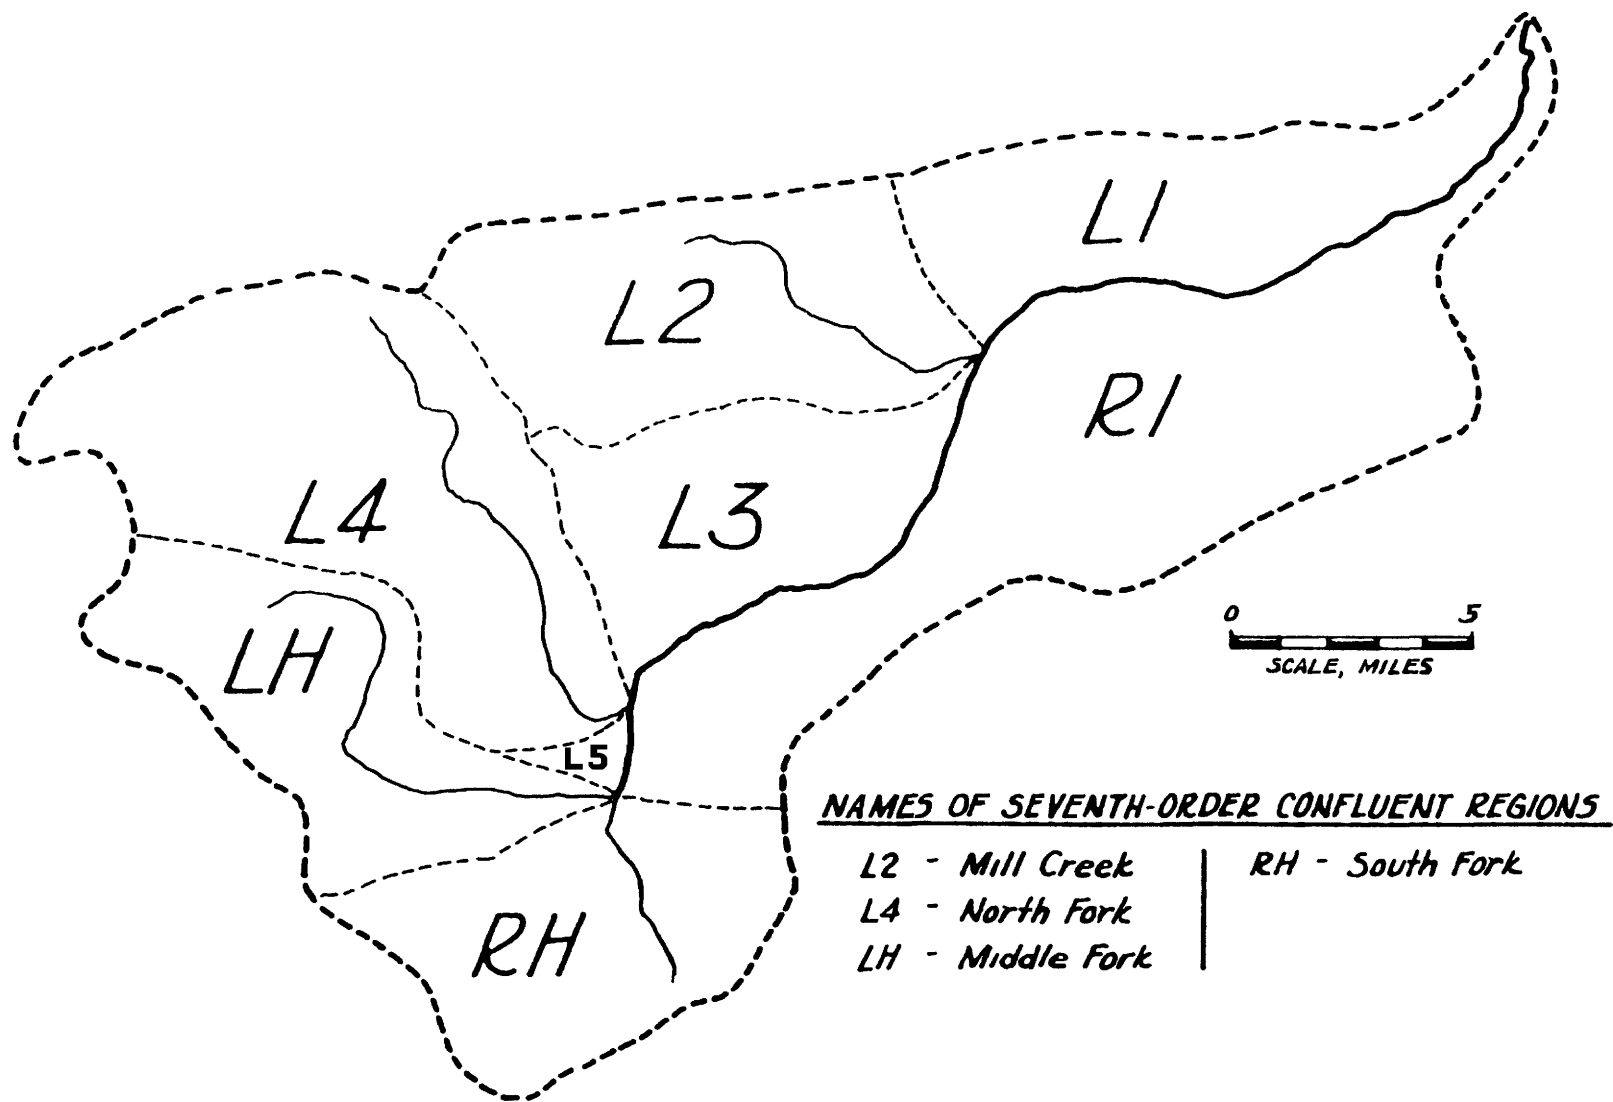 L1
L2
R1
L4
L3
LH
L5
RH
0 5
SCALE, MILES
NAMES OF SEVENTH-ORDER CONFLUENT REGIONS
L2 - Mill Creek
L4 - North Fork
LH - Middle Fork
RH - South Fork